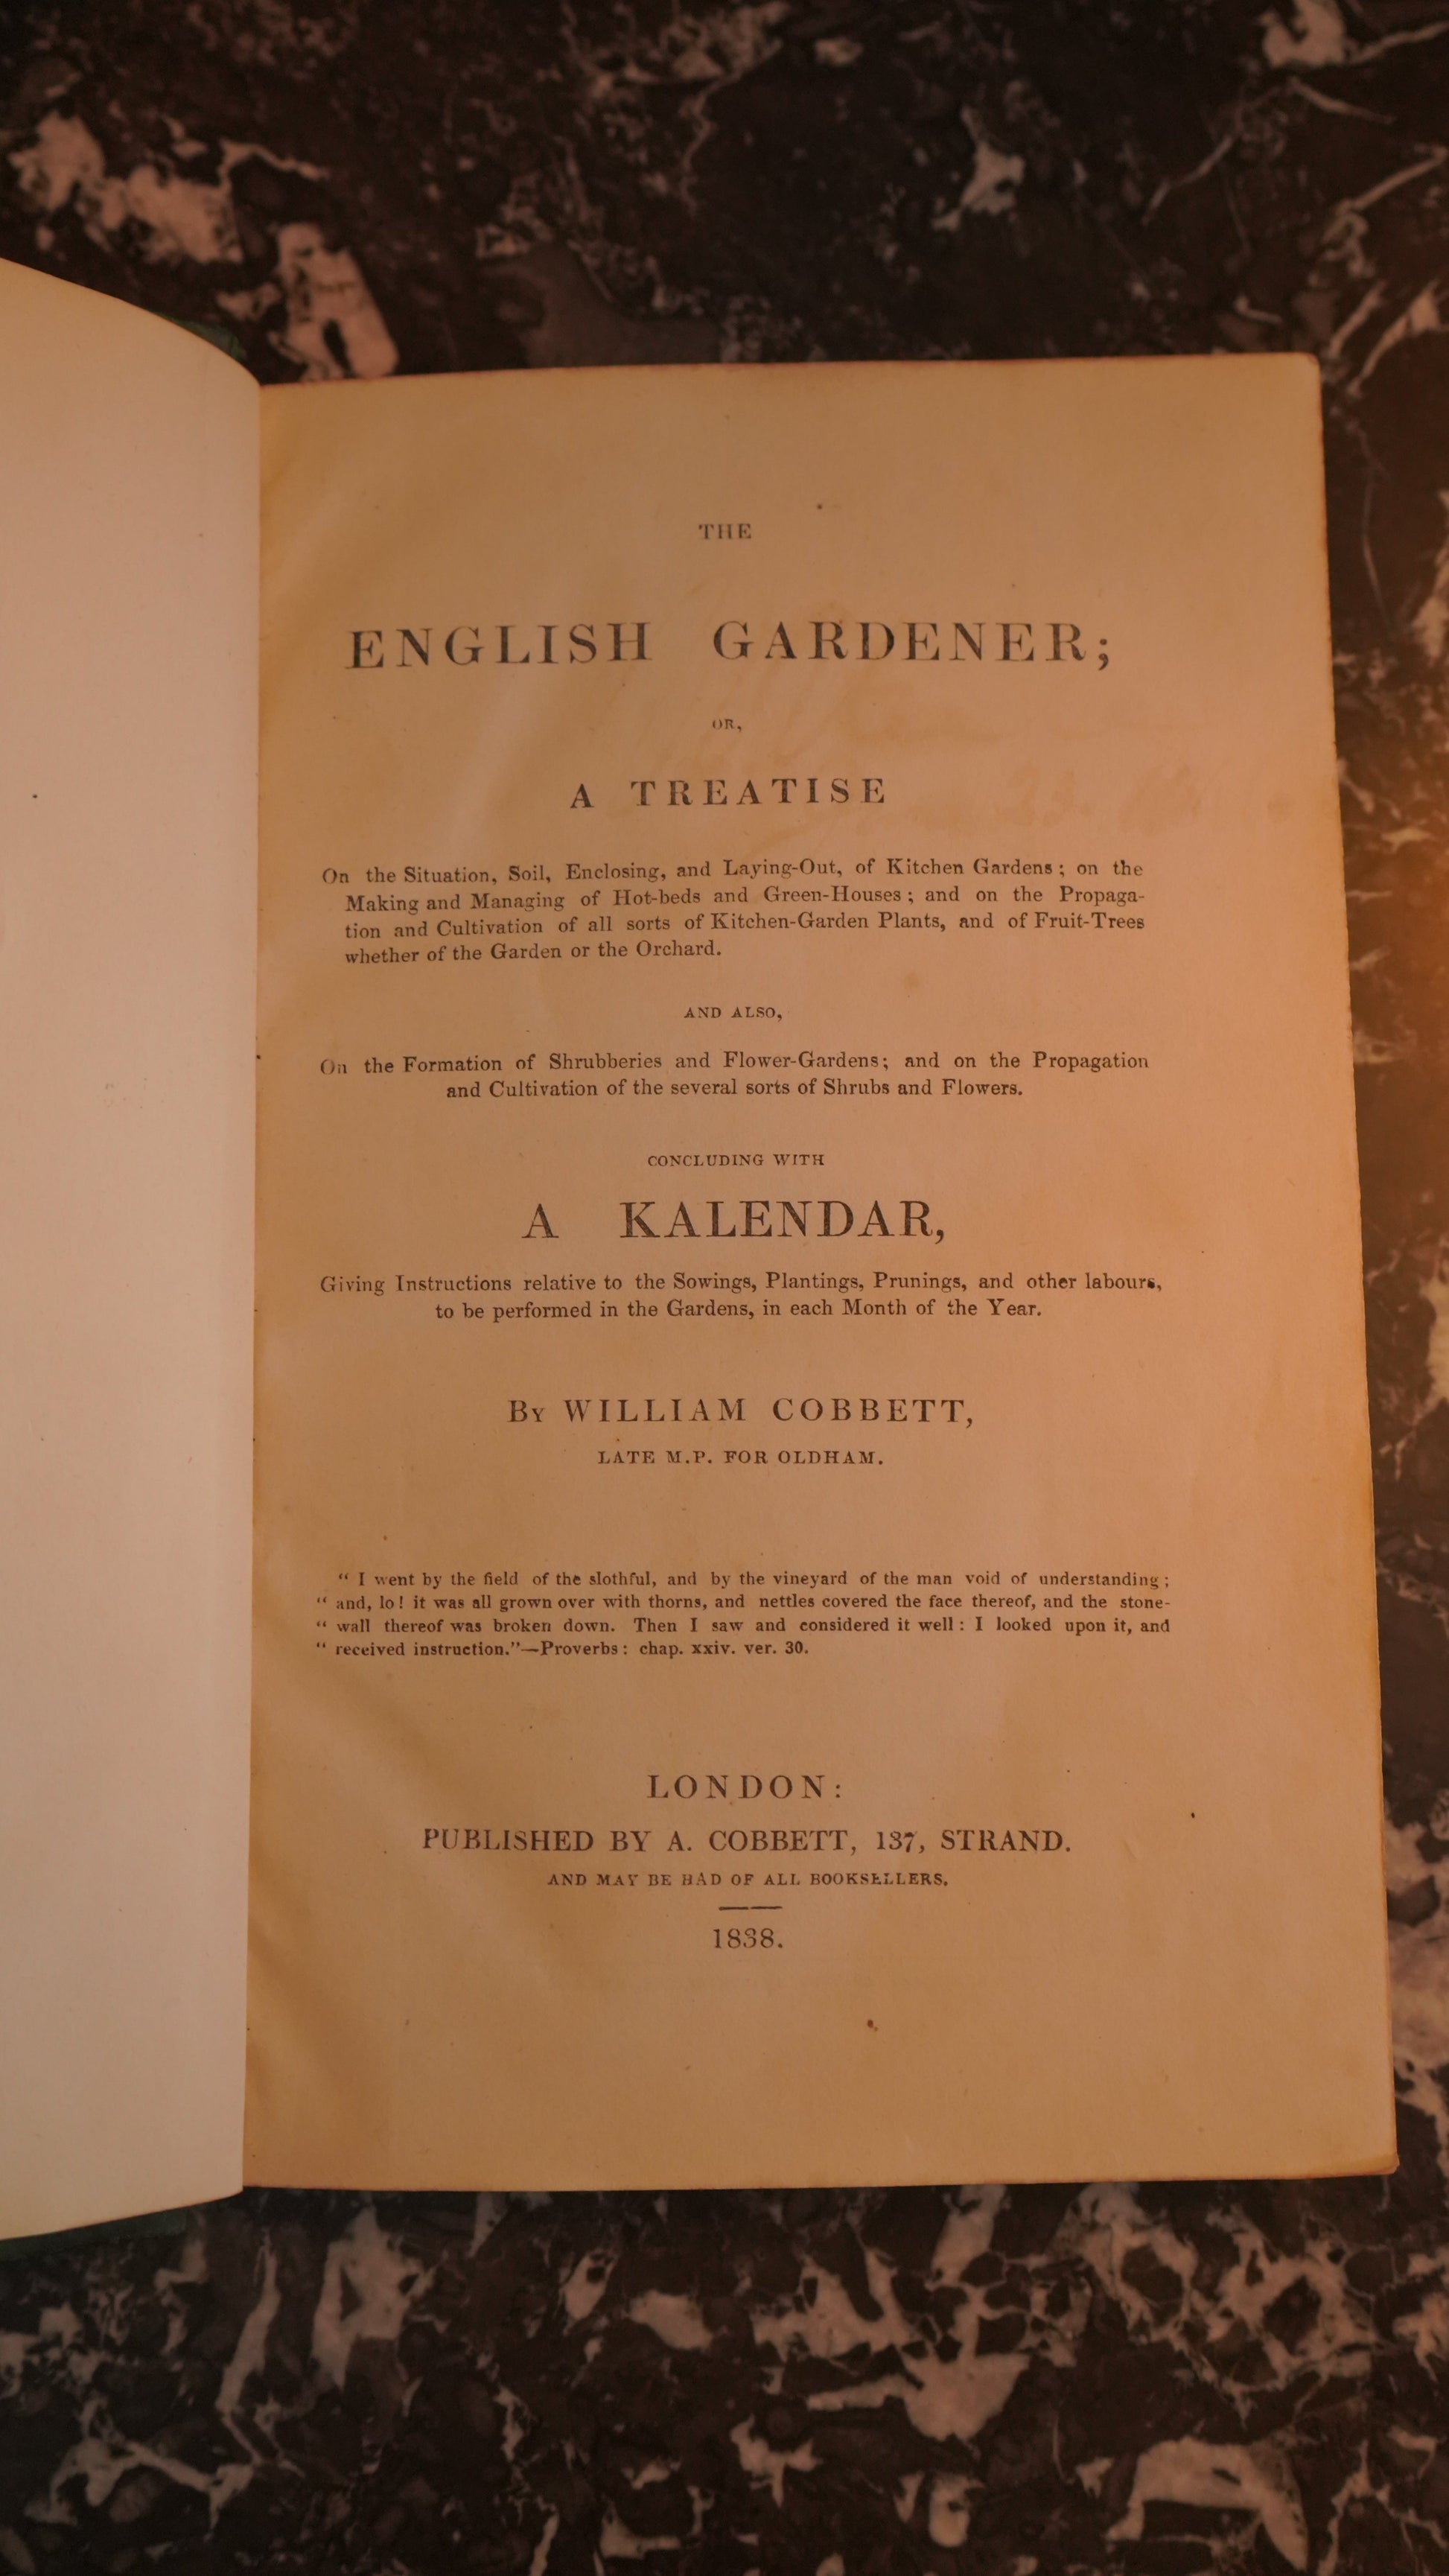 THE
ENGLISH GARDENER;
OR,
A TREATISE
On the Situation, Soil, Enclosing, and Laying-Out, of Kitchen Gardens; on the
Making and Managing of Hot-beds and Green-Houses; and on the Propaga-
tion and Cultivation of all sorts of Kitchen-Garden Plants, and of Fruit-Trees
whether of the Garden or the Orchard.
AND ALSO,
On the Formation of Shrubberies and Flower-Gardens; and on the Propagation
and Cultivation of the several sorts of Shrubs and Flowers.
CONCLUDING WITH
A KALENDAR,
Giving Instructions relative to the Sowings, Plantings, Prunings, and other labours,
to be performed in the Gardens, in each Month of the Year.
By WILLIAM COBBETT,
LATE M.P. FOR OLDHAM.
“ I went by the field of the slothful, and by the vineyard of the man void of understanding;
“ and, lo! it was all grown over with thorns, and nettles covered the face thereof, and the stone-
“ wall thereof was broken down. Then I saw and considered it well: I looked upon it, and
“ received instruction.”—Proverbs: chap. xxiv. ver. 30.
LONDON:
PUBLISHED BY A. COBBETT, 137, STRAND.
AND MAY BE HAD OF ALL BOOKSELLERS.
1838.